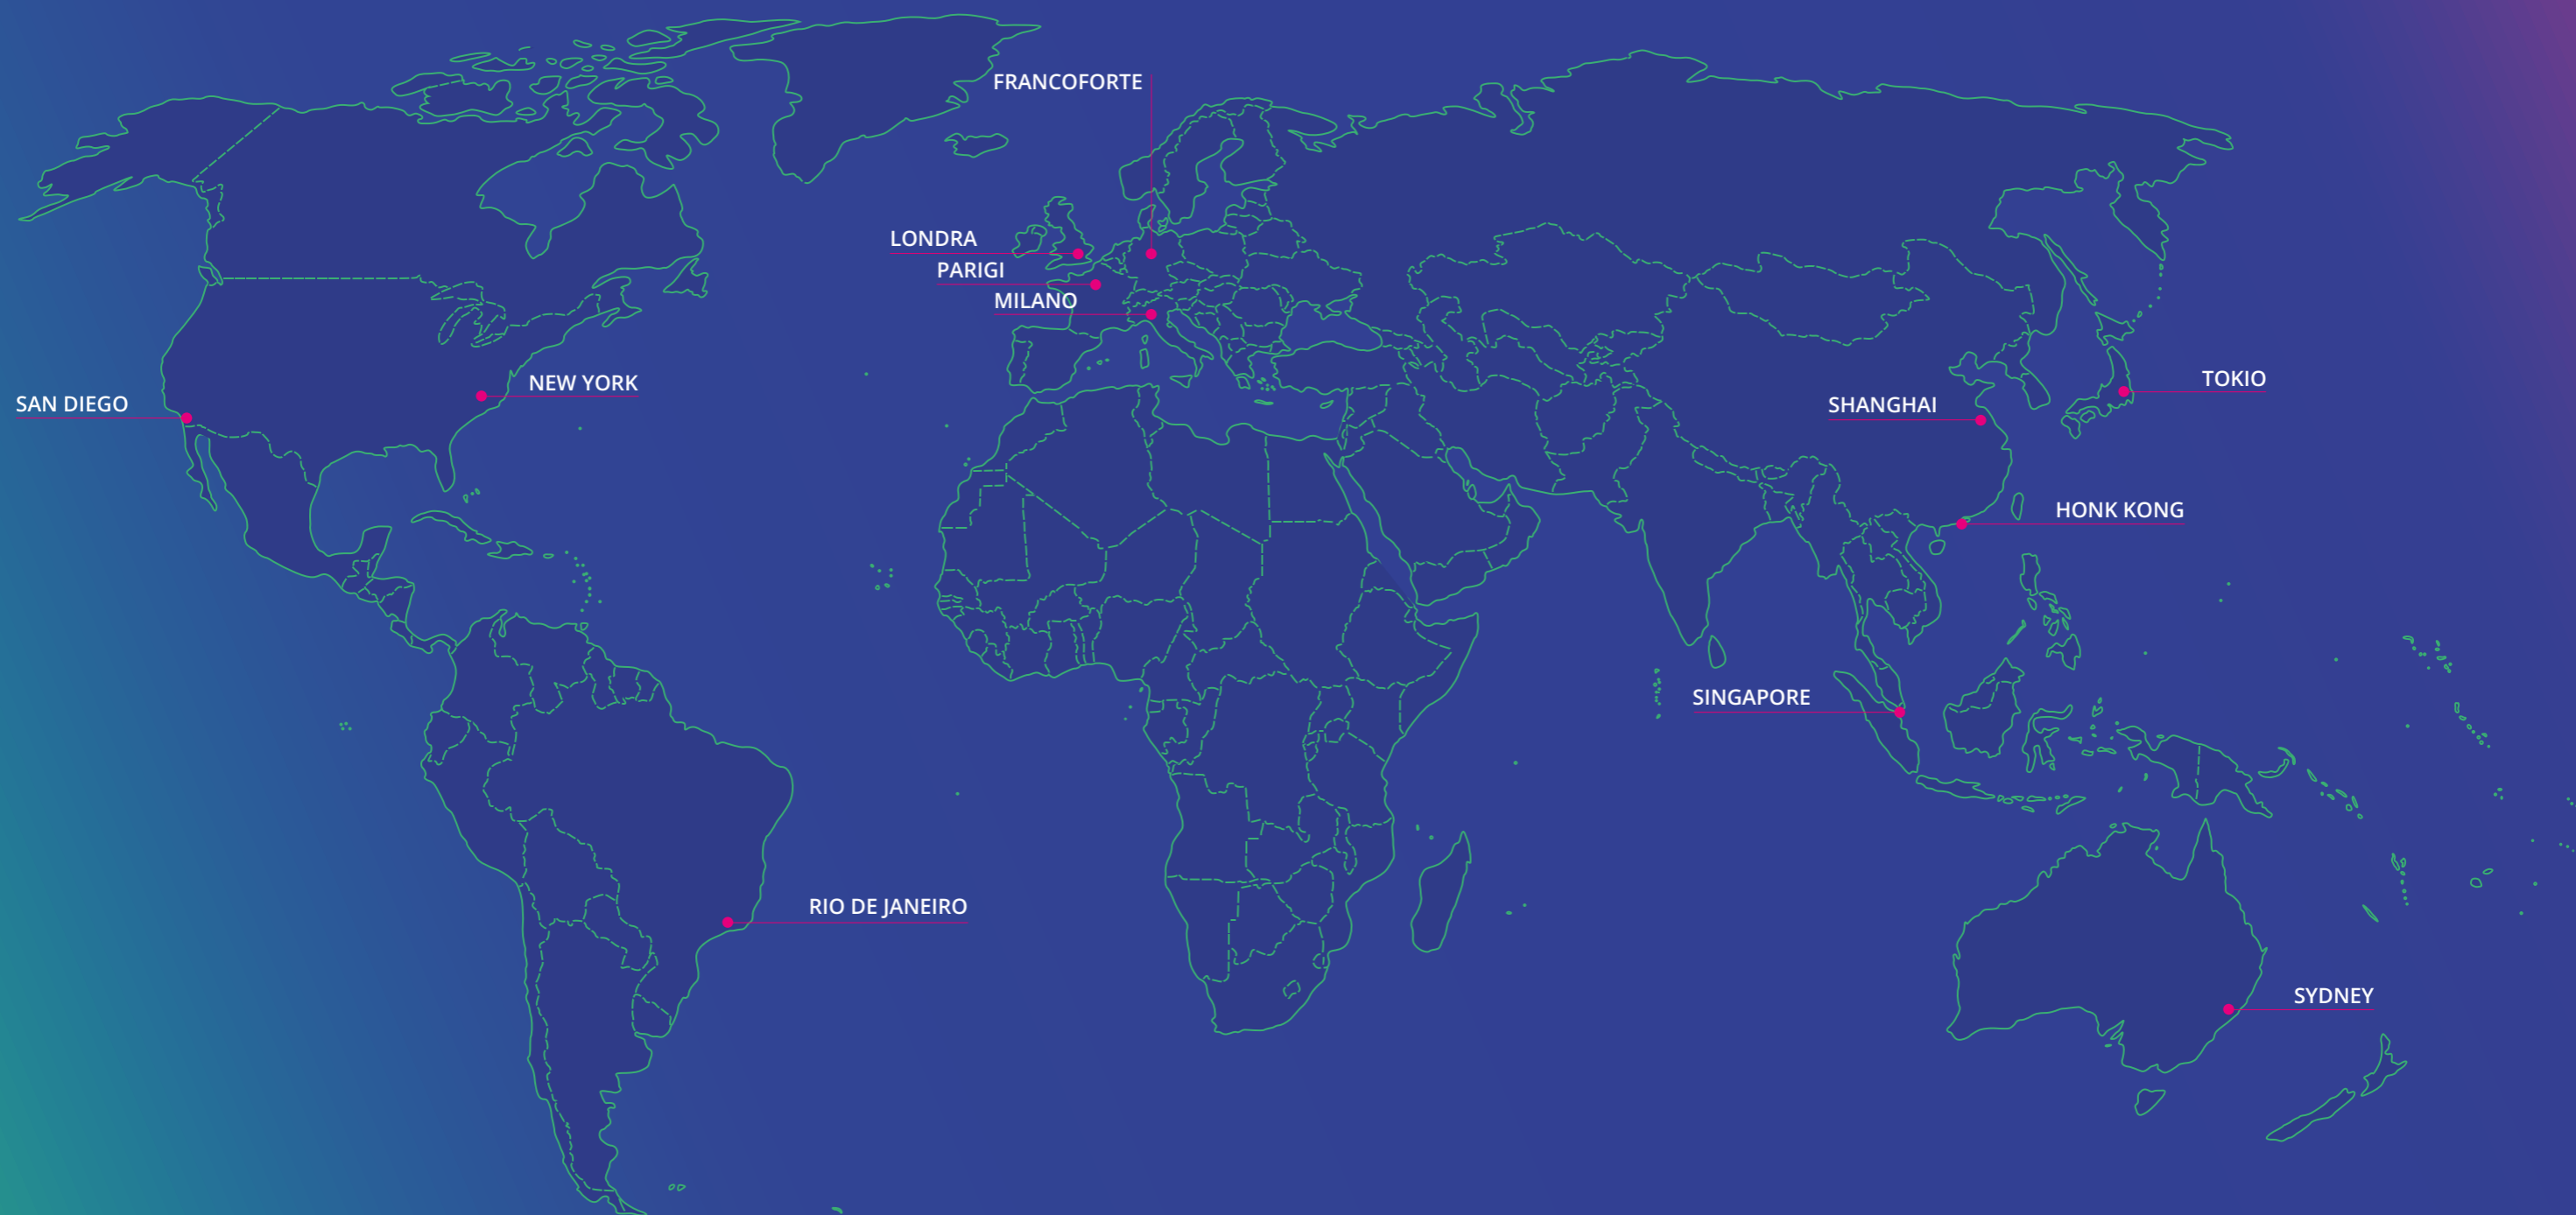 FRANCOFORTE
LONDRA
PARIGI
MILANO
NEW YORK
SAN DIEGO
TOKIO
SHANGHAI
HONK KONG
SINGAPORE
RIO DE JANEIRO
SYDNEY